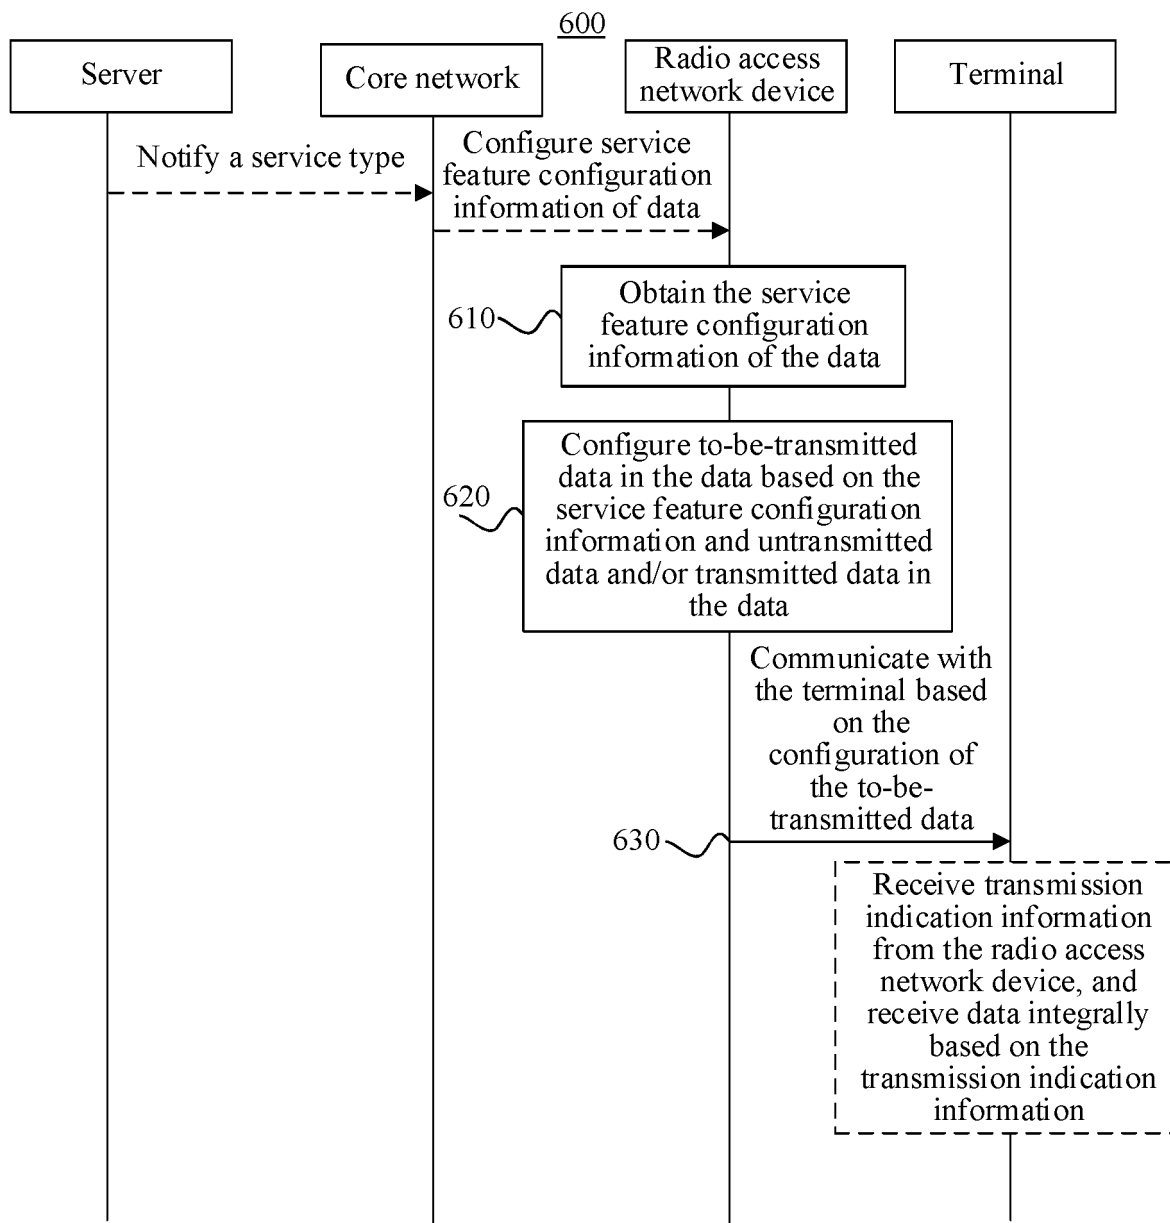 600
Server
Core network
Radio access
network device
Terminal
Notify a service type
Configure service
feature configuration
information of data
610
Obtain the service
feature configuration
information of the data
620
Configure to-be-transmitted
data in the data based on the
service feature configuration
information and untransmitted
data and/or transmitted data in
the data
Communicate with
the terminal based
on the
configuration of
the to-be-
transmitted data
630
Receive transmission
indication information
from the radio access
network device, and
receive data integrally
based on the
transmission indication
information